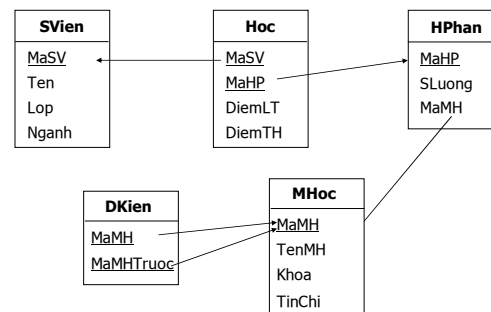 SVien
MaSV
Ten
Lop
Nganh
Hoc
MaSV
MaHP
DiemLT
DiemTH
HPhan
MaHP
SLuong
MaMH
DKien
MaMH
MaMHTruoc
MHoc
MaMH
TenMH
Khoa
TinChi